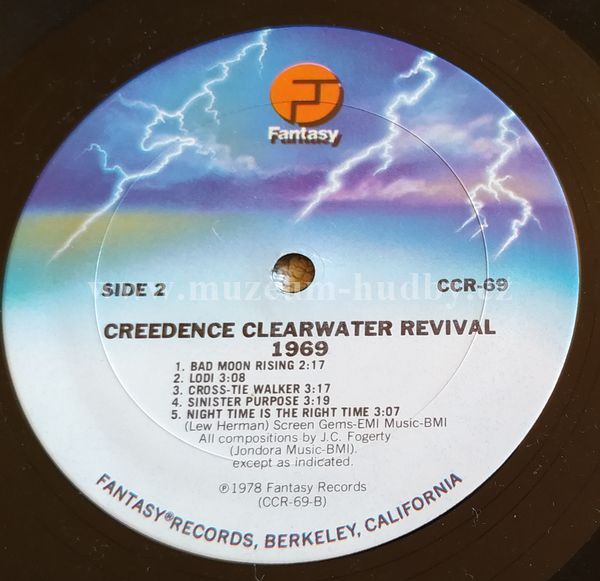 Fantasy
SIDE 2
CCR-69
www.muzeum-hudby.cz
CREEDENCE CLEARWATER REVIVAL
1969
1. BAD MOON RISING 2:17
2. LODI 3:08
3. CROSS-TIE WALKER 3:17
4. SINISTER PURPOSE 3:19
5. NIGHT TIME IS THE RIGHT TIME 3:07
(Lew Herman) Screen Gems-EMI Music-BMI
All compositions by J.C. Fogerty
(Jondora Music-BMI).
except as indicated.
℗1978 Fantasy Records
(CCR-69-B)
FANTASY®RECORDS, BERKELEY, CALIFORNIA